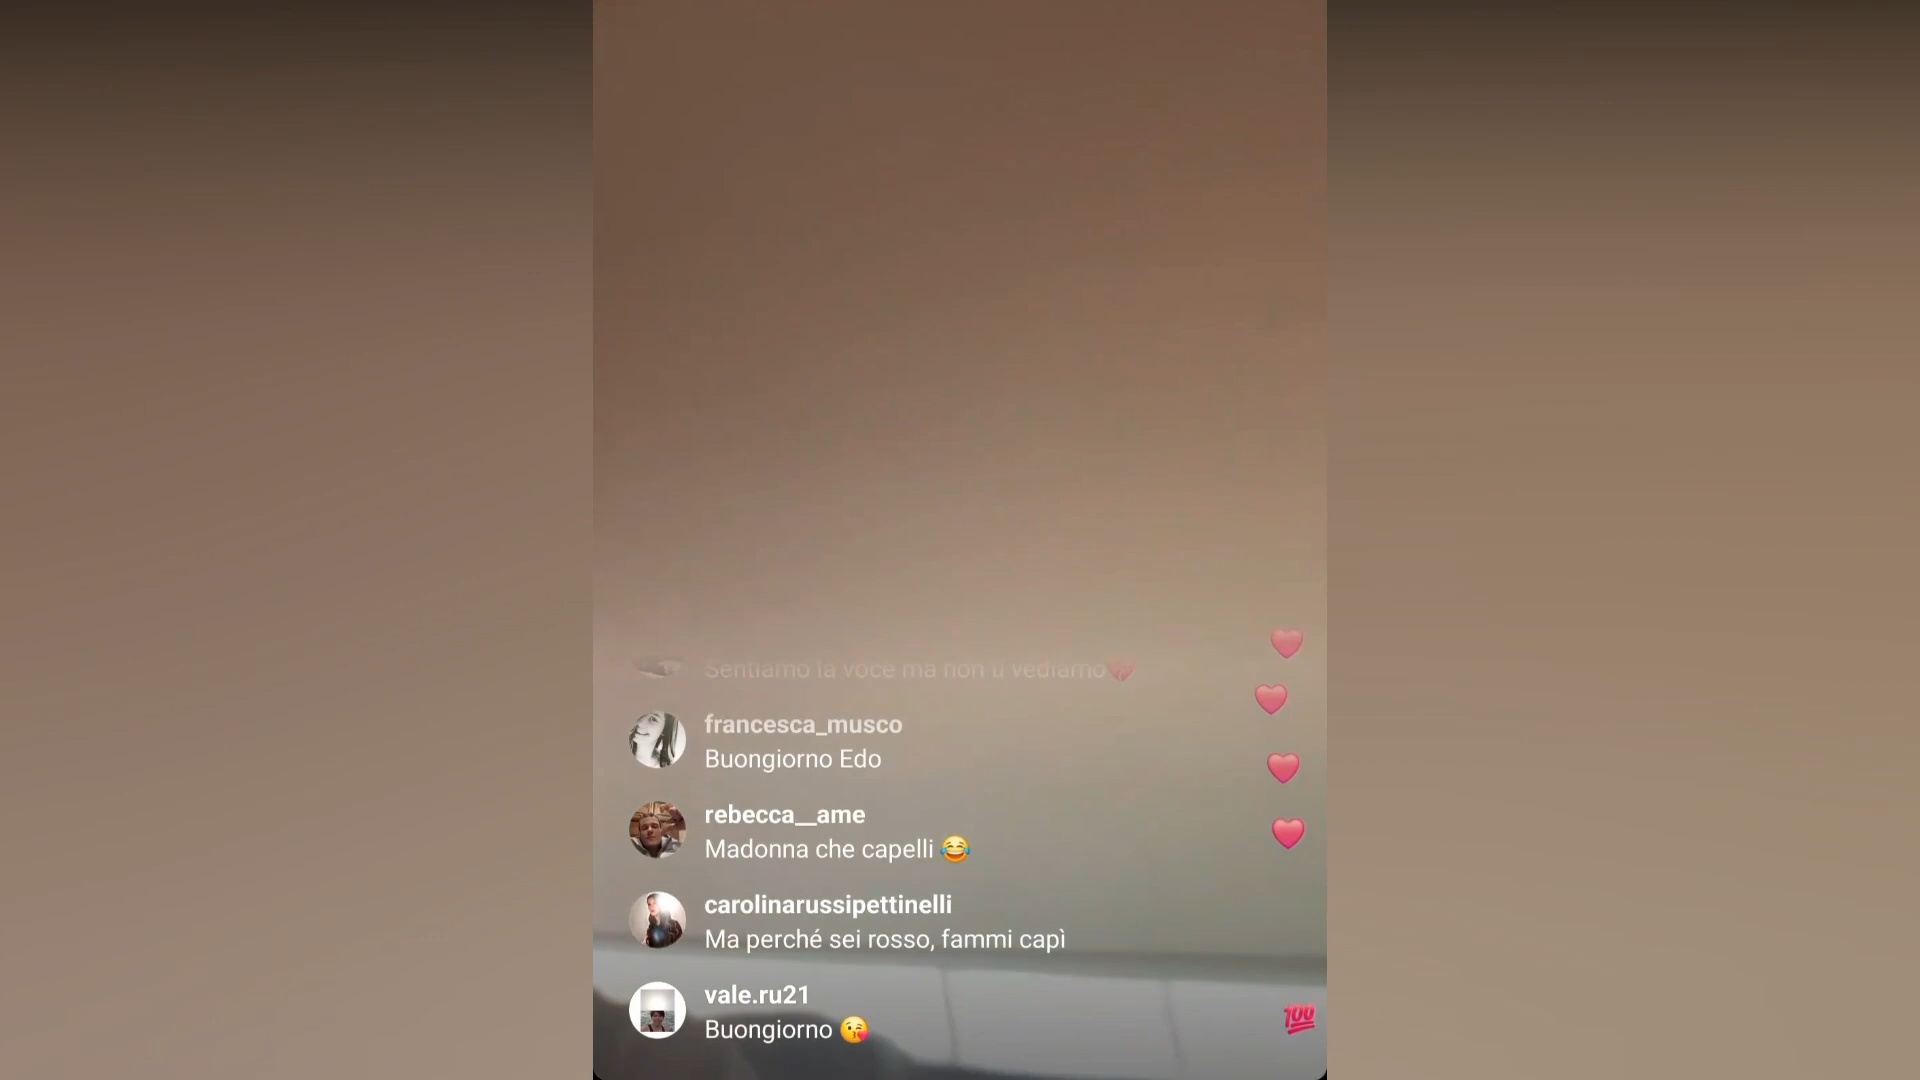 Sentiamo la voce ma non ti vediamo💔
francesca_musco
Buongiorno Edo
rebecca__ame
Madonna che capelli 😂
carolinarussipettinelli
Ma perché sei rosso, fammi capì
vale.ru21
Buongiorno 😘
💯